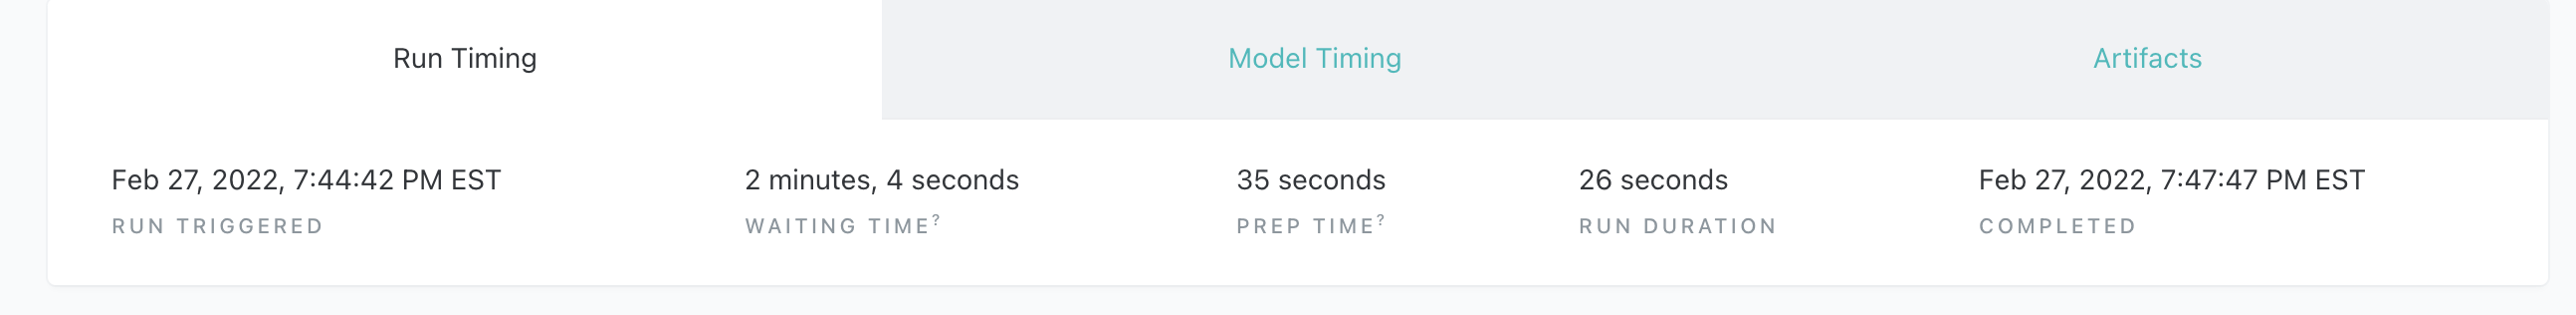 Run Timing
Model Timing
Artifacts
Feb 27, 2022, 7:44:42 PM EST
RUN TRIGGERED
2 minutes, 4 seconds
WAITING TIME?
35 seconds
PREP TIME?
26 seconds
RUN DURATION
Feb 27, 2022, 7:47:47 PM EST
COMPLETED